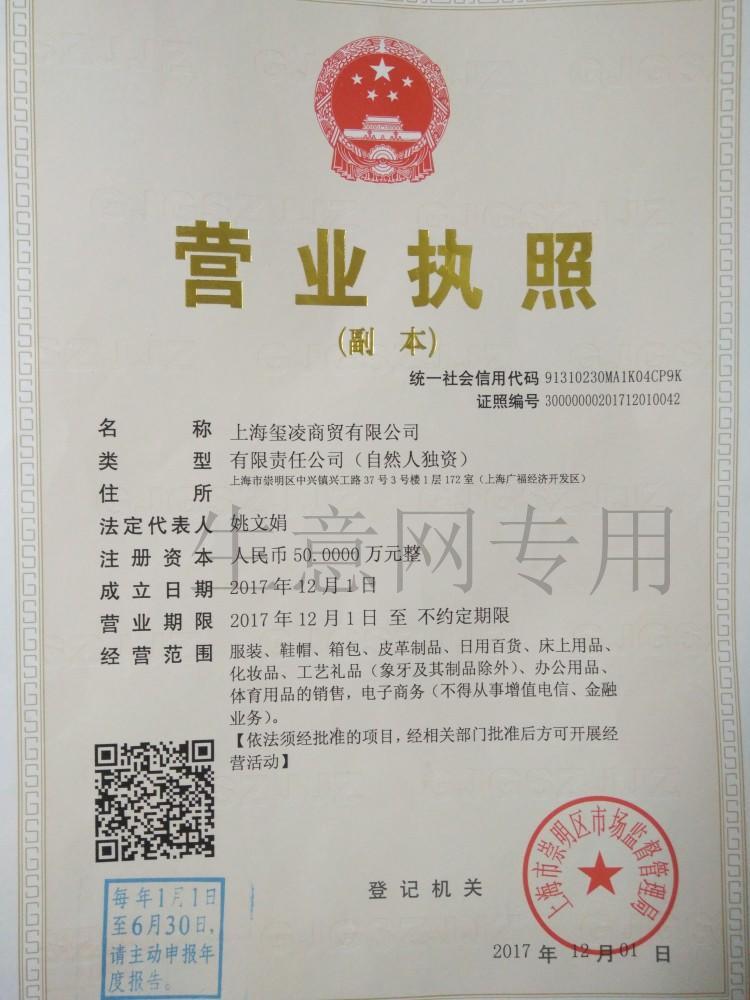 营业执照
(副 本)
统一社会信用代码 91310230MA1K04CP9K
证照编号 30000000201712010042
名 称 上海玺凌商贸有限公司
类 型 有限责任公司（自然人独资）
住 所 上海市崇明区中兴镇兴工路37号3号楼1层172室（上海广福经济开发区）
法定代表人 姚文娟
注册资本 人民币50.0000万元整
成立日期 2017年12月1日
营业期限 2017年12月1日 至 不约定期限
经营范围 服装、鞋帽、箱包、皮革制品、日用百货、床上用品、
化妆品、工艺礼品（象牙及其制品除外）、办公用品、
体育用品的销售，电子商务（不得从事增值电信、金融
业务）。
【依法须经批准的项目，经相关部门批准后方可开展经
营活动】
生意网专用
登记机关
上海市崇明区市场监督管理局
2017 年 12 月 01 日
每年1月1日
至6月30日，
请主动申报年
度报告。